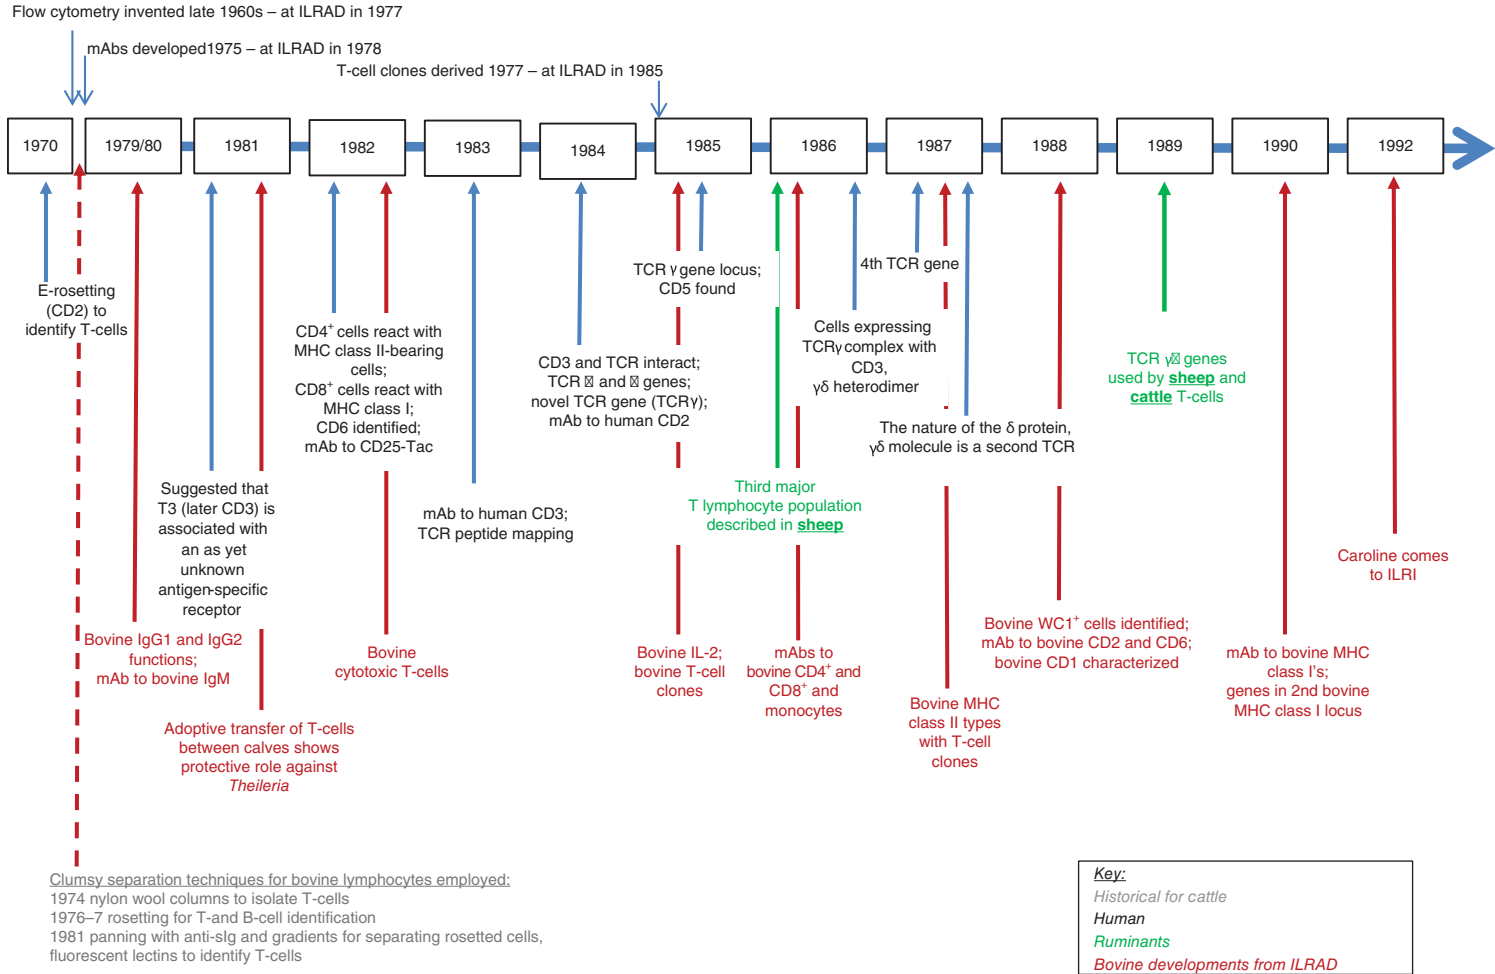 Flow cytometry invented late 1960s – at ILRAD in 1977
mAbs developed1975 – at ILRAD in 1978
T-cell clones derived 1977 – at ILRAD in 1985
1970
1979/80
1981
1982
1983
1984
1985
1986
1987
1988
1989
1990
1992
E-rosetting
(CD2) to
identify T-cells
Bovine IgG1 and IgG2
functions;
mAb to bovine IgM
Suggested that
T3 (later CD3) is
associated with
an as yet
unknown
antigen-specific
receptor
Adoptive transfer of T-cells
between calves shows
protective role against
Theileria
CD4⁺ cells react with
MHC class II-bearing
cells;
CD8⁺ cells react with
MHC class I;
CD6 identified;
mAb to CD25-Tac
Bovine
cytotoxic T-cells
mAb to human CD3;
TCR peptide mapping
CD3 and TCR interact;
TCR and genes;
novel TCR gene (TCRγ);
mAb to human CD2
TCR γ gene locus;
CD5 found
Bovine IL-2;
bovine T-cell
clones
Third major
T lymphocyte population
described in sheep
mAbs to
bovine CD4⁺ and
CD8⁺ and
monocytes
Cells expressing
TCRγ complex with
CD3,
γδ heterodimer
4th TCR gene
Bovine MHC
class II types
with T-cell
clones
The nature of the δ protein,
γδ molecule is a second TCR
Bovine WC1⁺ cells identified;
mAb to bovine CD2 and CD6;
bovine CD1 characterized
TCR γ genes
used by sheep and
cattle T-cells
mAb to bovine MHC
class I's;
genes in 2nd bovine
MHC class I locus
Caroline comes
to ILRI
Clumsy separation techniques for bovine lymphocytes employed:
1974 nylon wool columns to isolate T-cells
1976–7 rosetting for T-and B-cell identification
1981 panning with anti-sIg and gradients for separating rosetted cells,
fluorescent lectins to identify T-cells
Key:
Historical for cattle
Human
Ruminants
Bovine developments from ILRAD